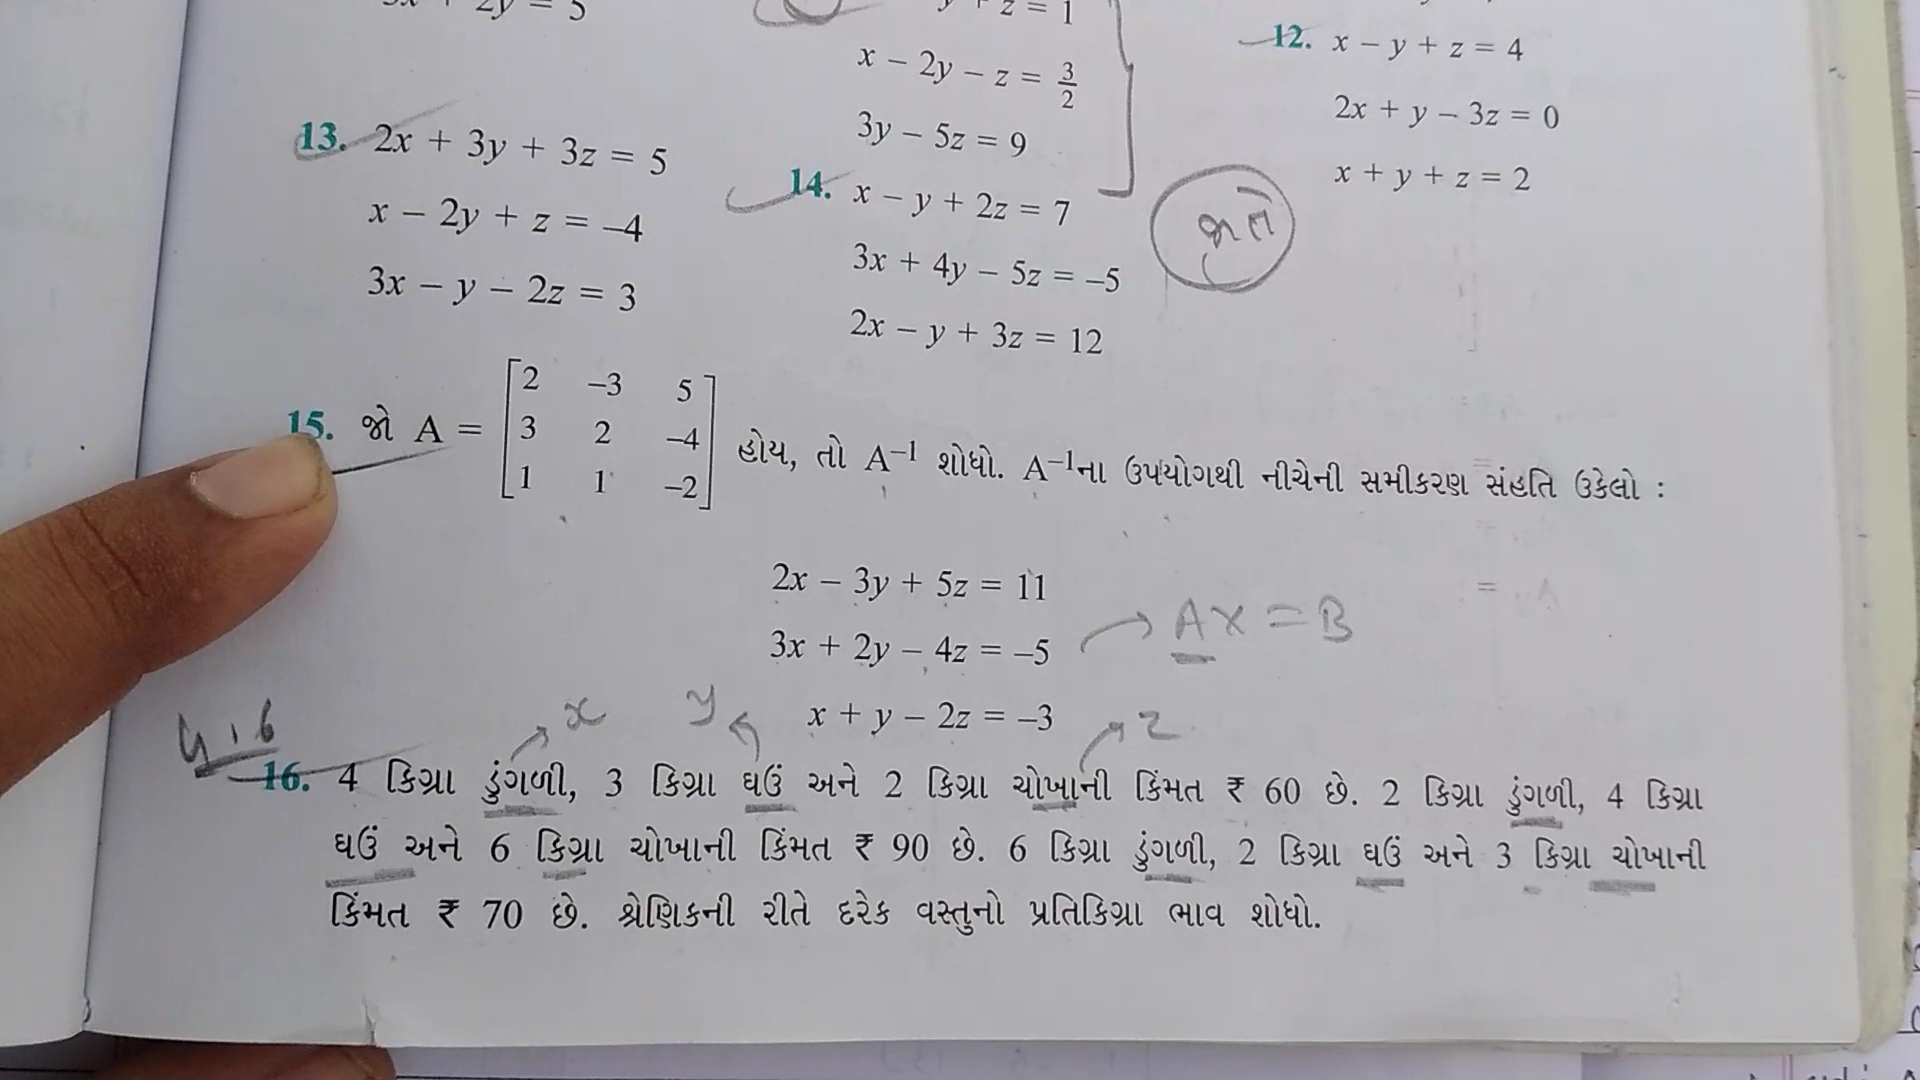 y + z = 1
x – 2y – z = 3/2
3y – 5z = 9
12. x – y + z = 4
2x + y – 3z = 0
x + y + z = 2
13. 2x + 3y + 3z = 5
x – 2y + z = –4
3x – y – 2z = 3
14. x – y + 2z = 7
3x + 4y – 5z = –5
2x – y + 3z = 12
15. જો A = [2 –3 5
3 2 –4
1 1 –2] હોય, તો A⁻¹ શોધો. A⁻¹ના ઉપયોગથી નીચેની સમીકરણ સંહતિ ઉકેલો :
2x – 3y + 5z = 11
3x + 2y – 4z = –5
AX = B
x + y – 2z = –3
x
y
z
16. 4 કિગ્રા ડુંગળી, 3 કિગ્રા ઘઉં અને 2 કિગ્રા ચોખાની કિંમત ₹ 60 છે. 2 કિગ્રા ડુંગળી, 4 કિગ્રા
ઘઉં અને 6 કિગ્રા ચોખાની કિંમત ₹ 90 છે. 6 કિગ્રા ડુંગળી, 2 કિગ્રા ઘઉં અને 3 કિગ્રા ચોખાની
કિંમત ₹ 70 છે. શ્રેણિકની રીતે દરેક વસ્તુનો પ્રતિકિગ્રા ભાવ શોધો.